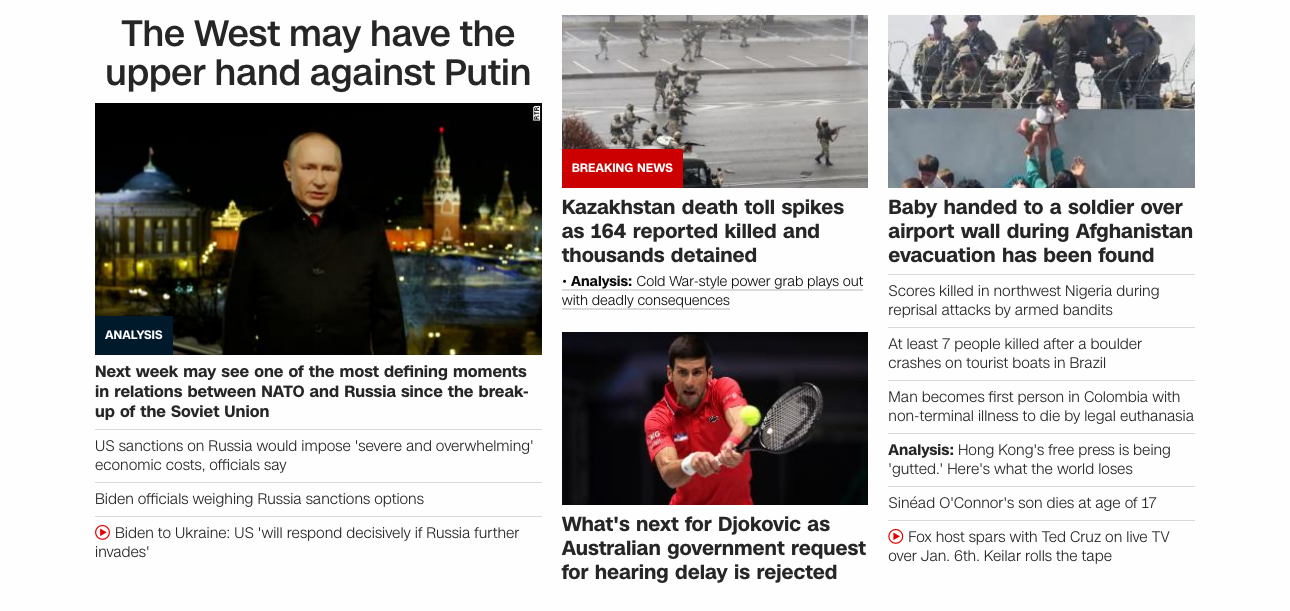 The West may have the
upper hand against Putin
RTR
ANALYSIS
Next week may see one of the most defining moments
in relations between NATO and Russia since the break-
up of the Soviet Union
US sanctions on Russia would impose 'severe and overwhelming'
economic costs, officials say
Biden officials weighing Russia sanctions options
Biden to Ukraine: US 'will respond decisively if Russia further
invades'
BREAKING NEWS
Kazakhstan death toll spikes
as 164 reported killed and
thousands detained
• Analysis: Cold War-style power grab plays out
with deadly consequences
What's next for Djokovic as
Australian government request
for hearing delay is rejected
Baby handed to a soldier over
airport wall during Afghanistan
evacuation has been found
Scores killed in northwest Nigeria during
reprisal attacks by armed bandits
At least 7 people killed after a boulder
crashes on tourist boats in Brazil
Man becomes first person in Colombia with
non-terminal illness to die by legal euthanasia
Analysis: Hong Kong's free press is being
'gutted.' Here's what the world loses
Sinéad O'Connor's son dies at age of 17
Fox host spars with Ted Cruz on live TV
over Jan. 6th. Keilar rolls the tape